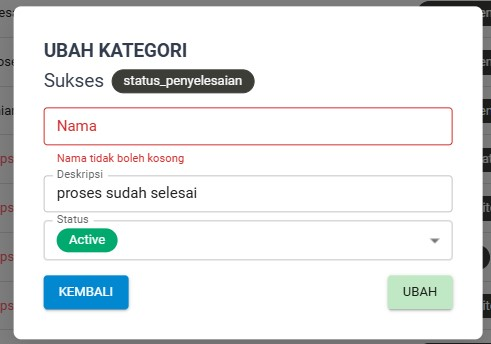 UBAH KATEGORI
Sukses status_penyelesaian
Nama
Nama tidak boleh kosong
Deskripsi
proses sudah selesai
Status
Active
KEMBALI UBAH